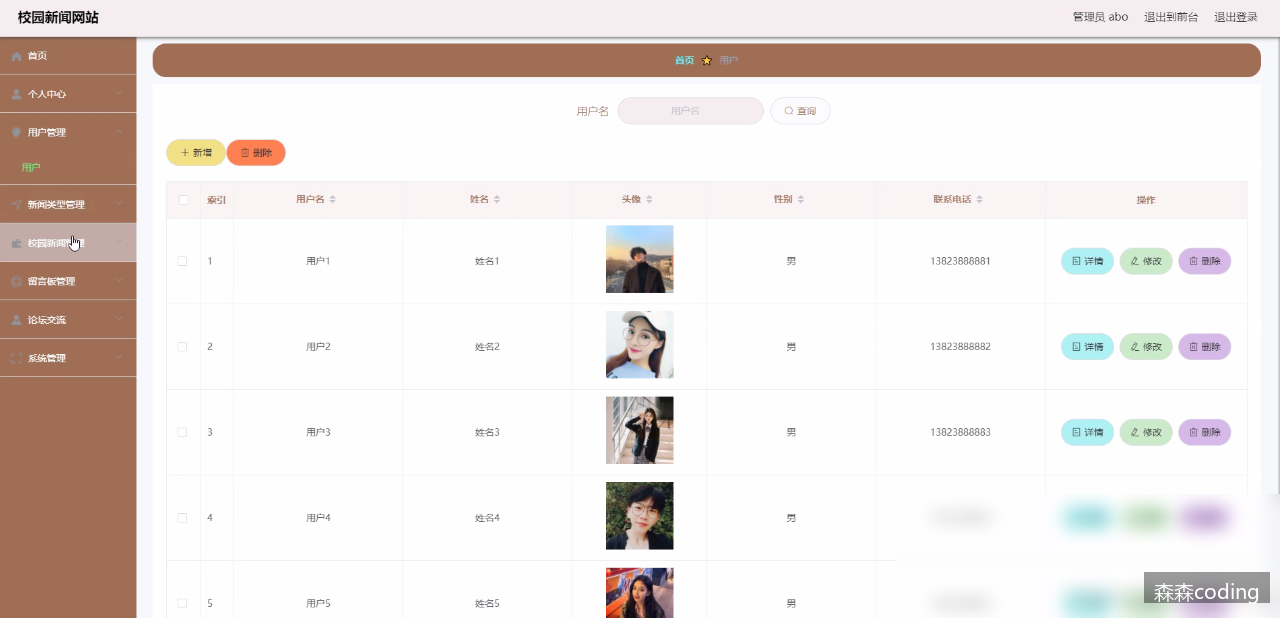 校园新闻网站
管理员 abo 退出到前台 退出登录
首页
个人中心
用户管理
用户
新闻类型管理
校园新闻管理
留言板管理
论坛交流
系统管理
首页 用户
用户名 用户名 查询
新增 删除
索引 用户名 姓名 头像 性别 联系电话 操作
1 用户1 姓名1 男 13823888881 详情 修改 删除
2 用户2 姓名2 男 13823888882 详情 修改 删除
3 用户3 姓名3 男 13823888883 详情 修改 删除
4 用户4 姓名4 男
5 用户5 姓名5 男
森森coding